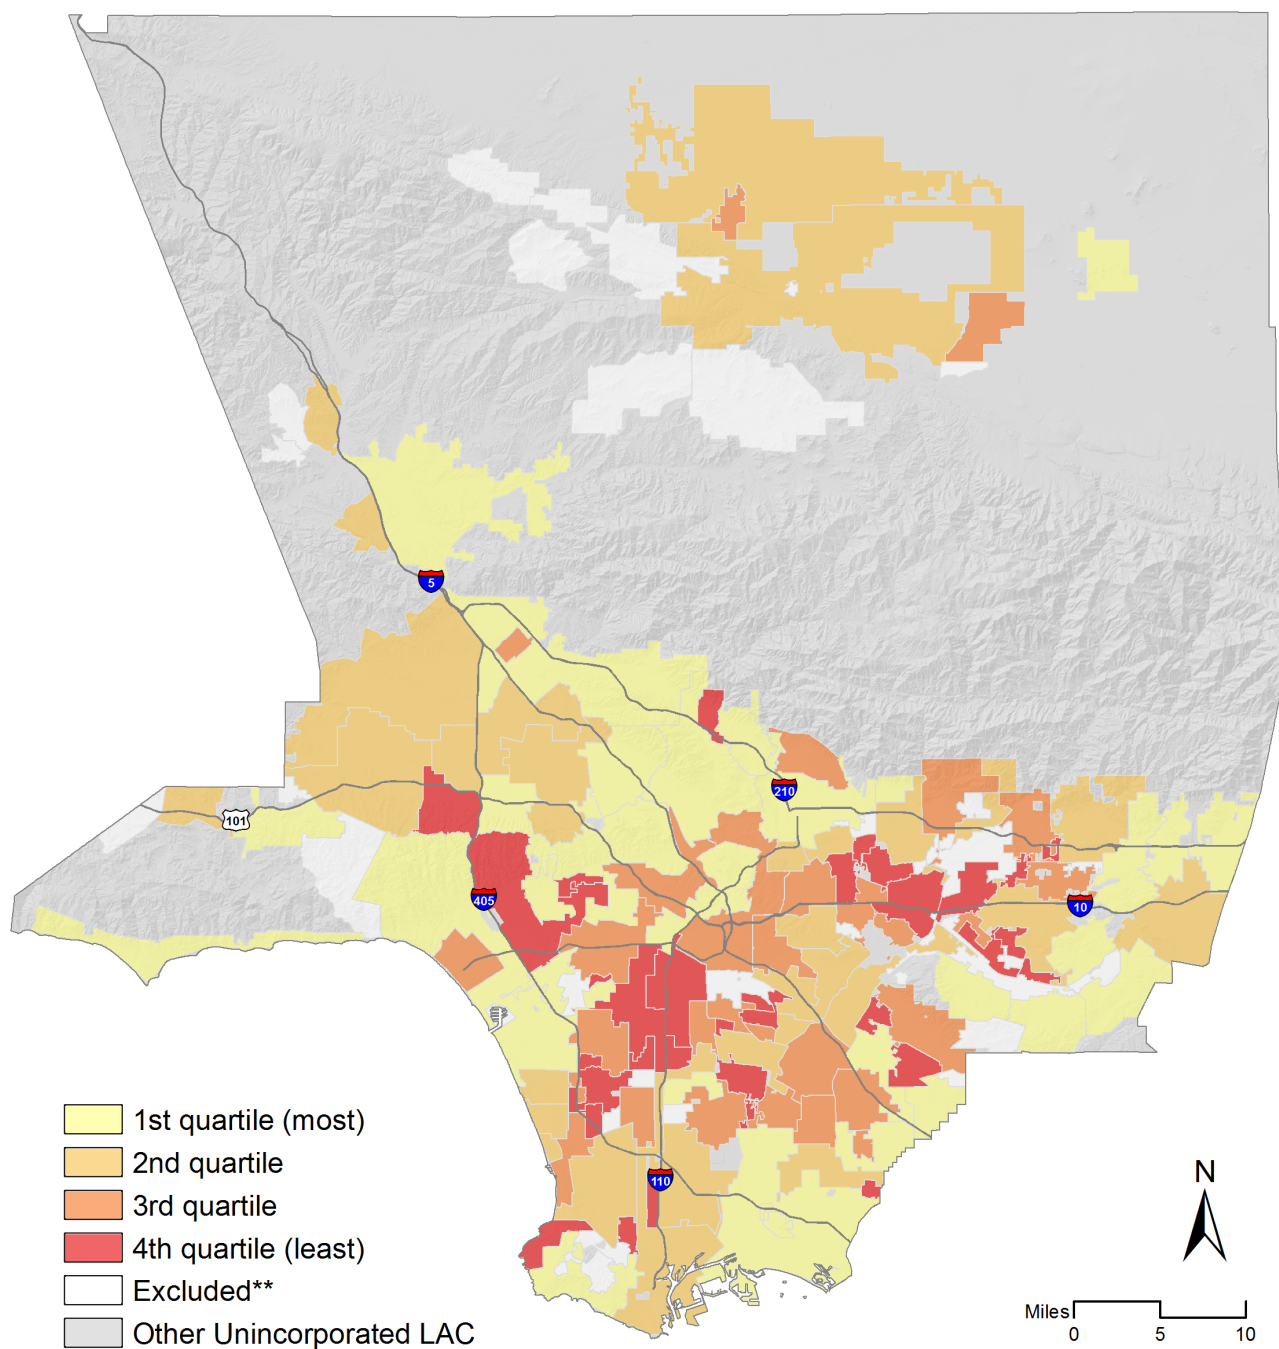 5
210
101
405
10
110
1st quartile (most)
2nd quartile
3rd quartile
4th quartile (least)
Excluded**
Other Unincorporated LAC
N
Miles
0 5 10